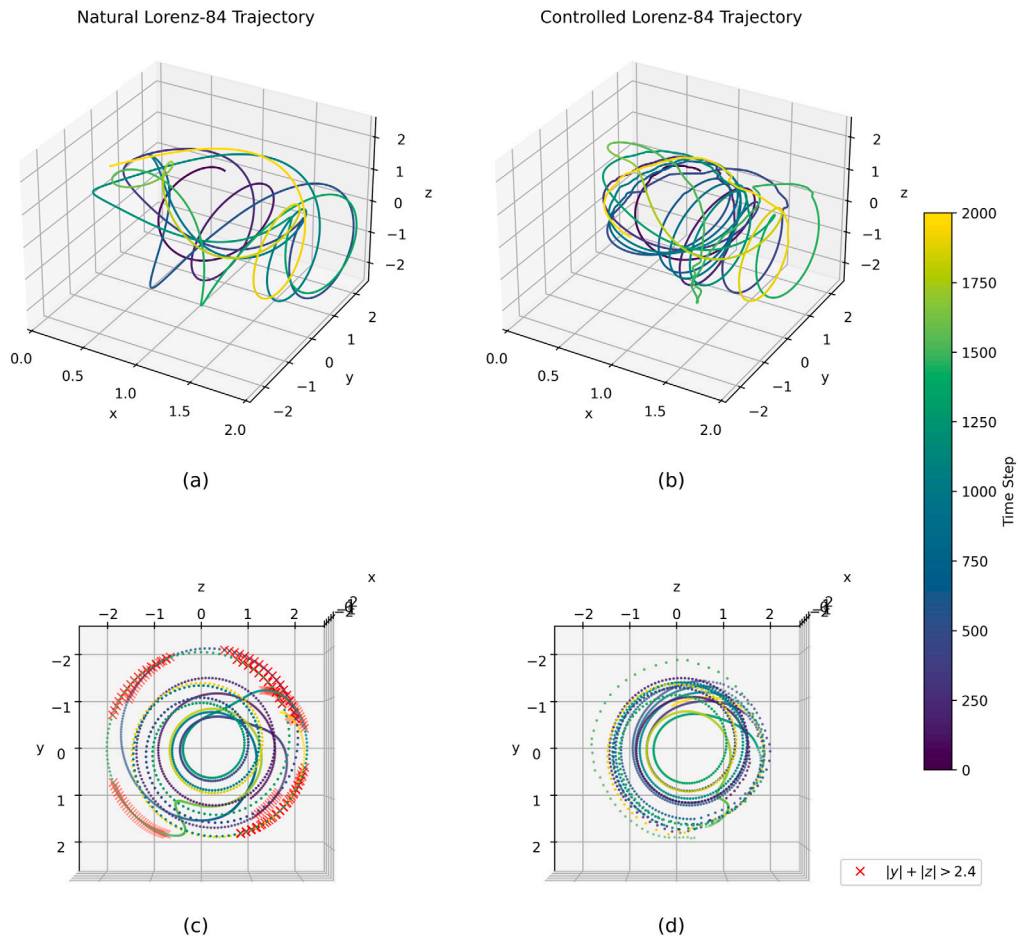 Natural Lorenz-84 Trajectory
Controlled Lorenz-84 Trajectory
2
1
0
−1
−2
z
0.0
0.5
1.0
1.5
2.0
x
−2
−1
0
1
2
y
(a)
2
1
0
−1
−2
z
0.0
0.5
1.0
1.5
2.0
x
−2
−1
0
1
2
y
(b)
2000
1750
1500
1250
1000
750
500
250
0
Time Step
z
x
−2 −1 0 1 2
−2
−1
y 0
1
2
(c)
z
x
−2 −1 0 1 2
−2
−1
y 0
1
2
(d)
|y| + |z| > 2.4